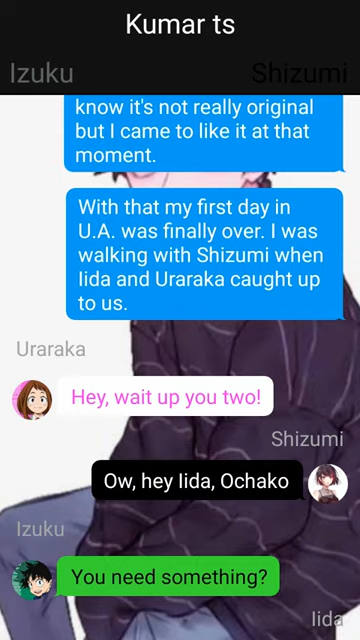 Kumar ts
Izuku
Shizumi
know it's not really original
but I came to like it at that
moment.
With that my first day in
U.A. was finally over. I was
walking with Shizumi when
Iida and Uraraka caught up
to us.
Uraraka
Hey, wait up you two!
Shizumi
Ow, hey Iida, Ochako
Izuku
You need something?
Iida